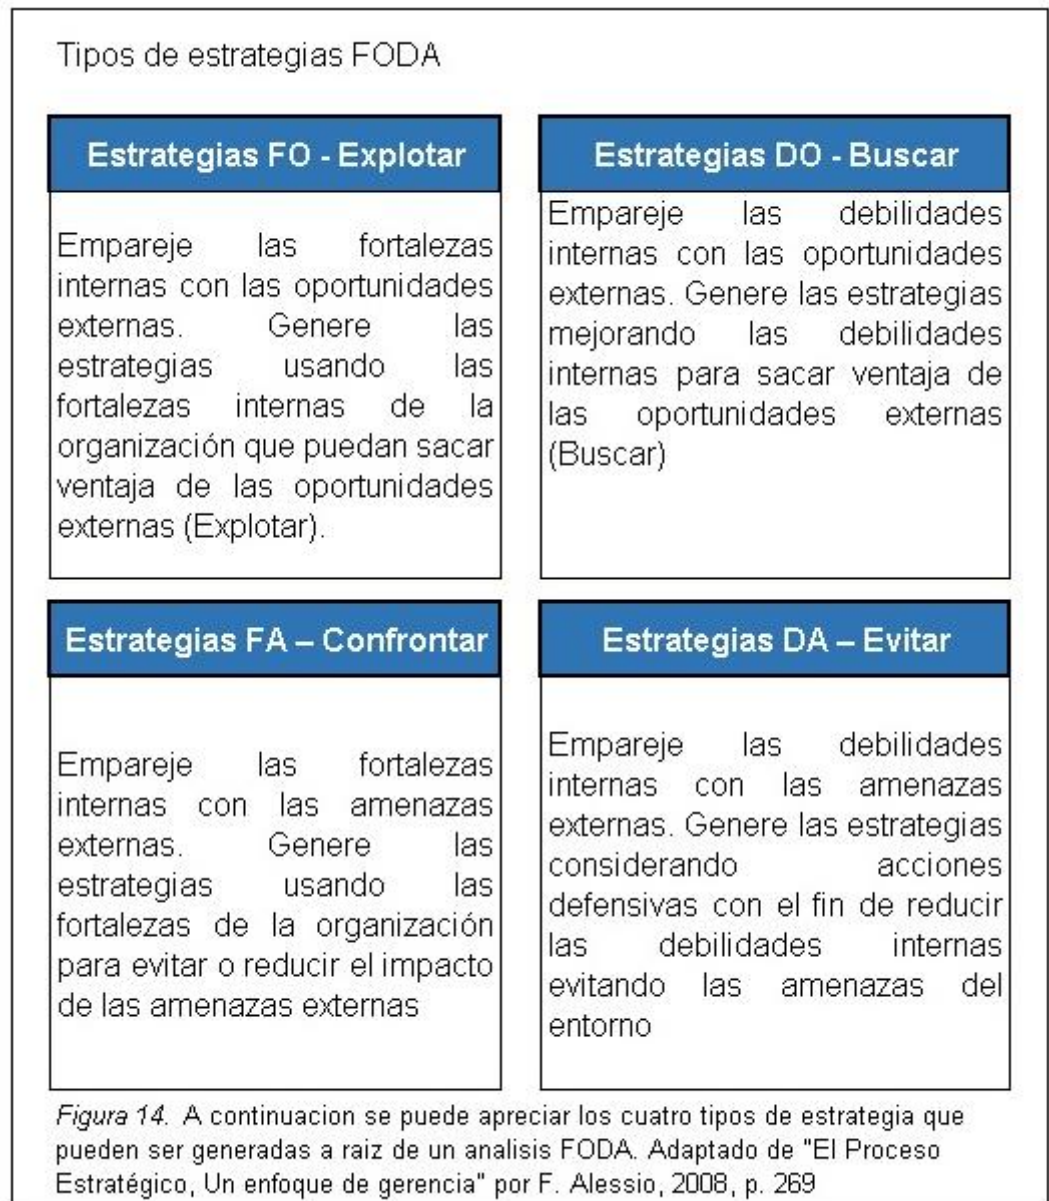 Tipos de estrategias FODA
Estrategias FO - Explotar
Empareje las fortalezas
internas con las oportunidades
externas. Genere las
estrategias usando las
fortalezas internas de la
organización que puedan sacar
ventaja de las oportunidades
externas (Explotar).
Estrategias DO - Buscar
Empareje las debilidades
internas con las oportunidades
externas. Genere las estrategias
mejorando las debilidades
internas para sacar ventaja de
las oportunidades externas
(Buscar)
Estrategias FA – Confrontar
Empareje las fortalezas
internas con las amenazas
externas. Genere las
estrategias usando las
fortalezas de la organización
para evitar o reducir el impacto
de las amenazas externas
Estrategias DA – Evitar
Empareje las debilidades
internas con las amenazas
externas. Genere las estrategias
considerando acciones
defensivas con el fin de reducir
las debilidades internas
evitando las amenazas del
entorno
Figura 14. A continuacion se puede apreciar los cuatro tipos de estrategia que
pueden ser generadas a raiz de un analisis FODA. Adaptado de "El Proceso
Estratégico, Un enfoque de gerencia" por F. Alessio, 2008, p. 269